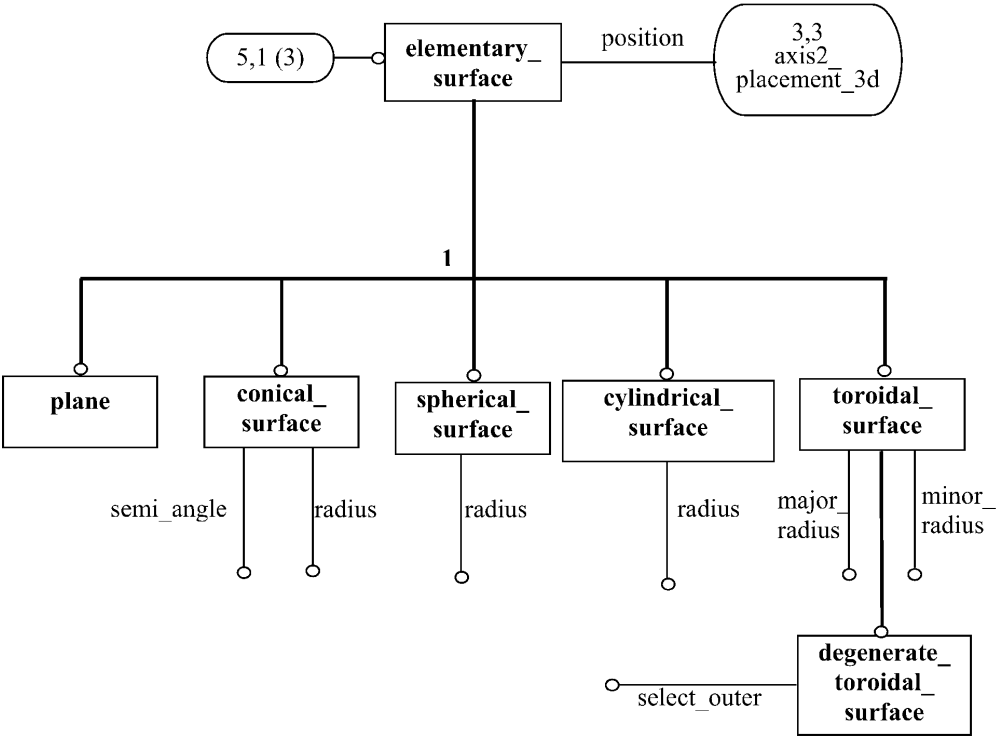 5,1 (3)
elementary_
surface
position
3,3
axis2_
placement_3d
1
plane
conical_
surface
spherical_
surface
cylindrical_
surface
toroidal_
surface
semi_angle
radius
radius
radius
major_
radius
minor_
radius
select_outer
degenerate_
toroidal_
surface